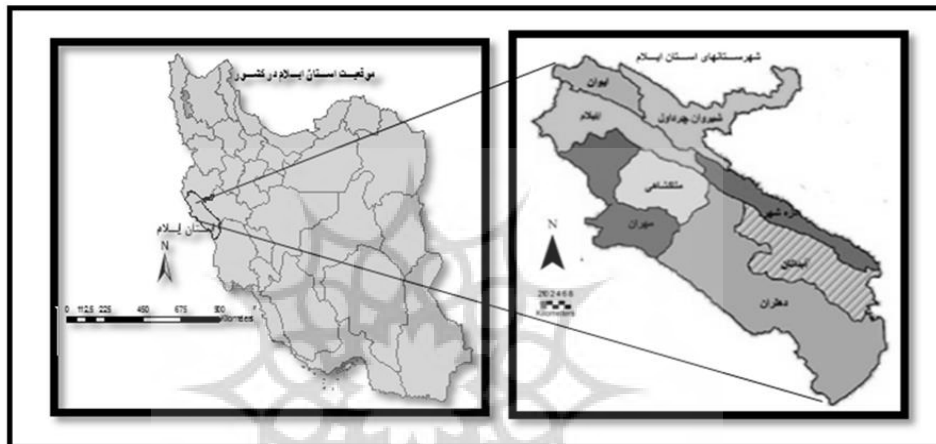 موقعیت استان ایلام در کشور
استان ایلام
N
0 112.5 225 450 675 900
Kilometers
شهرستانهای استان ایلام
ایوان
شیروان چرداول
ایلام
ملکشاهی
دره شهر
مهران
آبدانان
دهلران
N
Kilometers